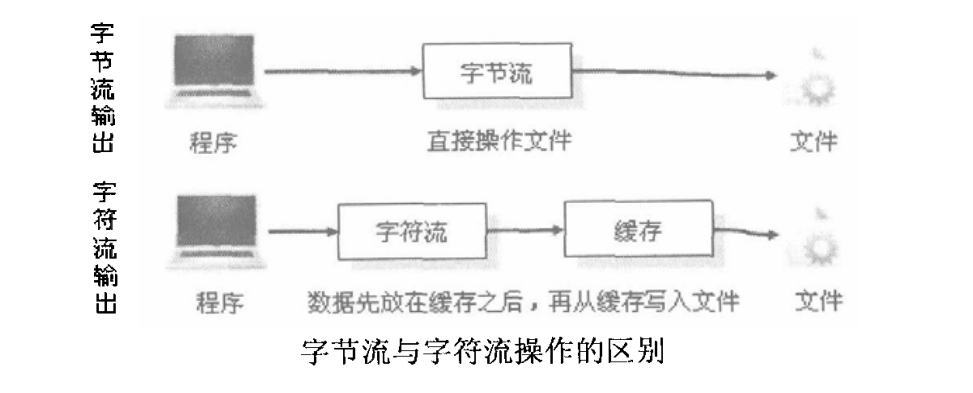 字节流输出
字节流
程序
直接操作文件
文件
字符流输出
字符流
缓存
程序
数据先放在缓存之后，再从缓存写入文件
文件
字节流与字符流操作的区别